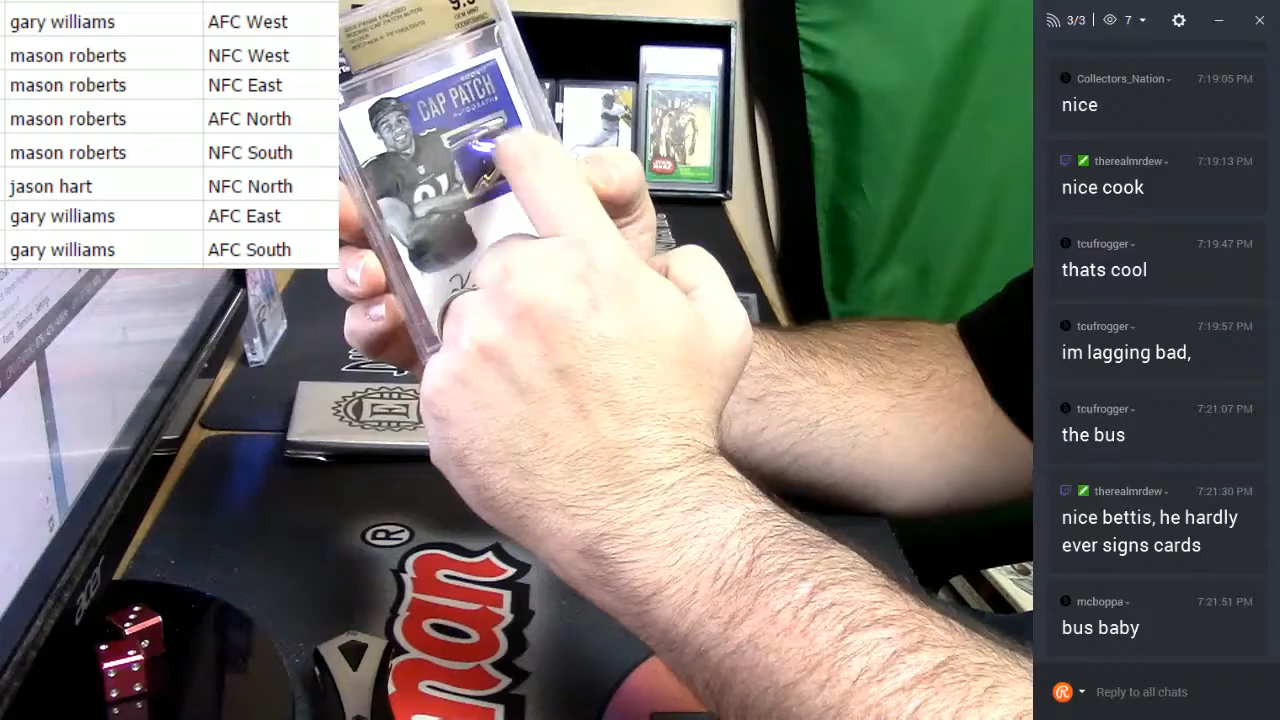 gary williams AFC West
mason roberts NFC West
mason roberts NFC East
mason roberts AFC North
mason roberts NFC South
jason hart NFC North
gary williams AFC East
gary williams AFC South
CAP PATCH
AUTOGRAPHS
STAR WARS
acer
®
man
E
3/3 7
Collectors_Nation 7:19:05 PM
nice
therealmrdew 7:19:13 PM
nice cook
tcufrogger 7:19:47 PM
thats cool
tcufrogger 7:19:57 PM
im lagging bad,
tcufrogger 7:21:07 PM
the bus
therealmrdew 7:21:30 PM
nice bettis, he hardly
ever signs cards
mcboppa 7:21:51 PM
bus baby
Reply to all chats